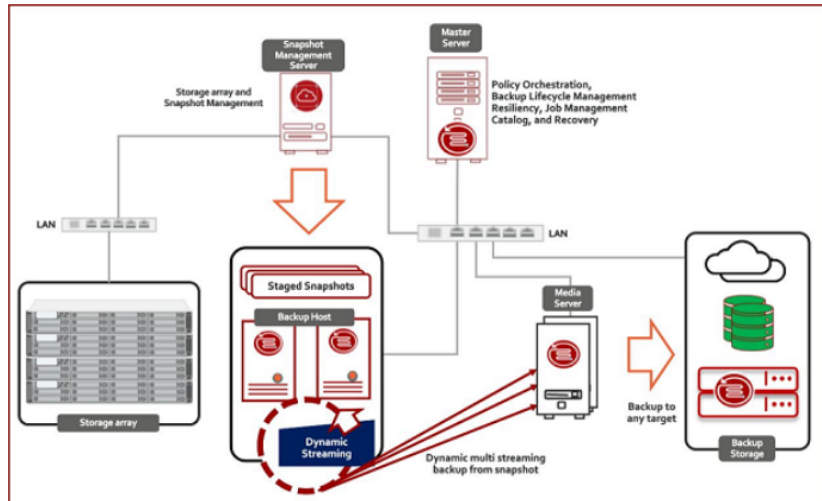 Snapshot
Management
Server
Storage array and
Snapshot Management
Master
Server
Policy Orchestration,
Backup Lifecycle Management
Resiliency, Job Management
Catalog, and Recovery
LAN
LAN
Staged Snapshots
Backup Host
Media
Server
Storage array
Dynamic
Streaming
Dynamic multi streaming
backup from snapshot
Backup to
any target
Backup
Storage